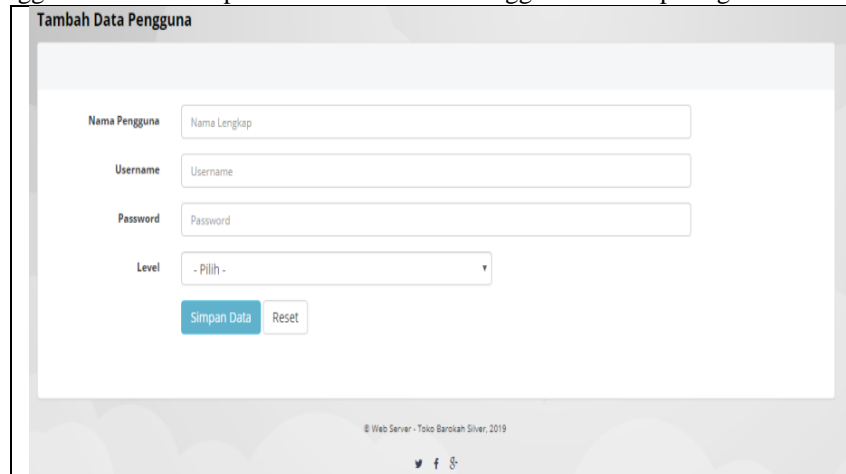 Tambah Data Pengguna
Nama Pengguna Nama Lengkap
Username Username
Password Password
Level - Pilih -
Simpan Data Reset
© Web Server - Toko Barokah Silver, 2019